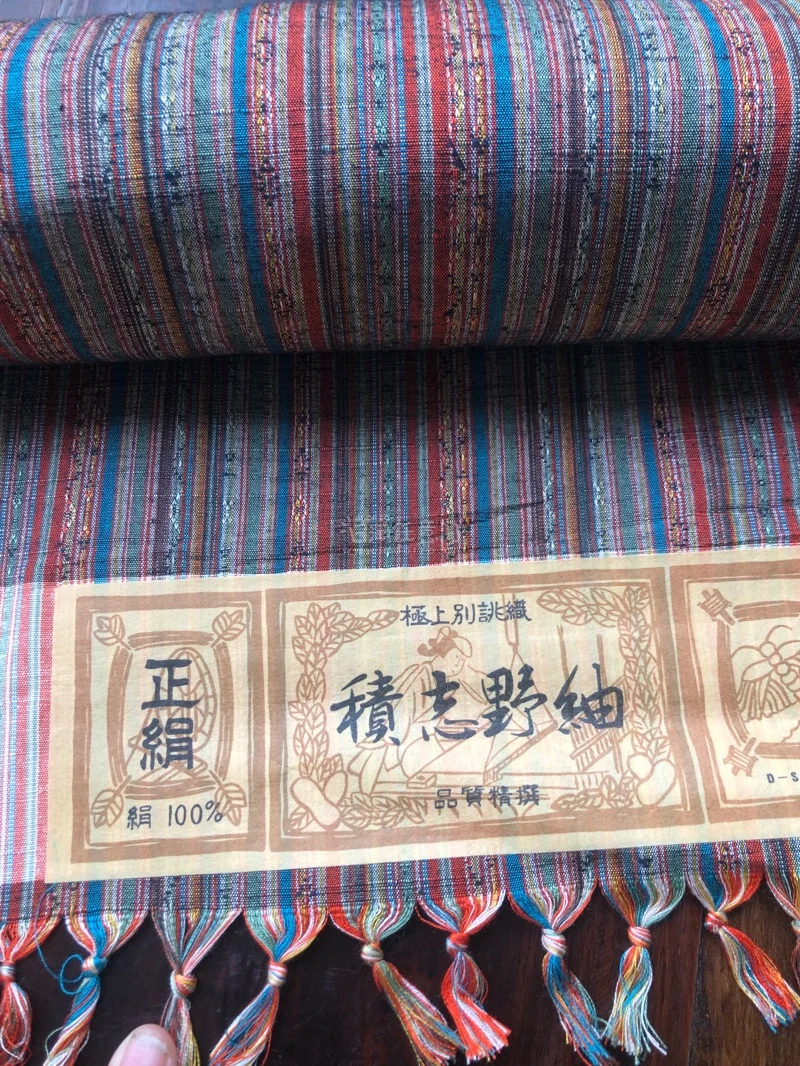 正絹
絹 100%
極上別誂織
積志野紬
品質精撰
D-S